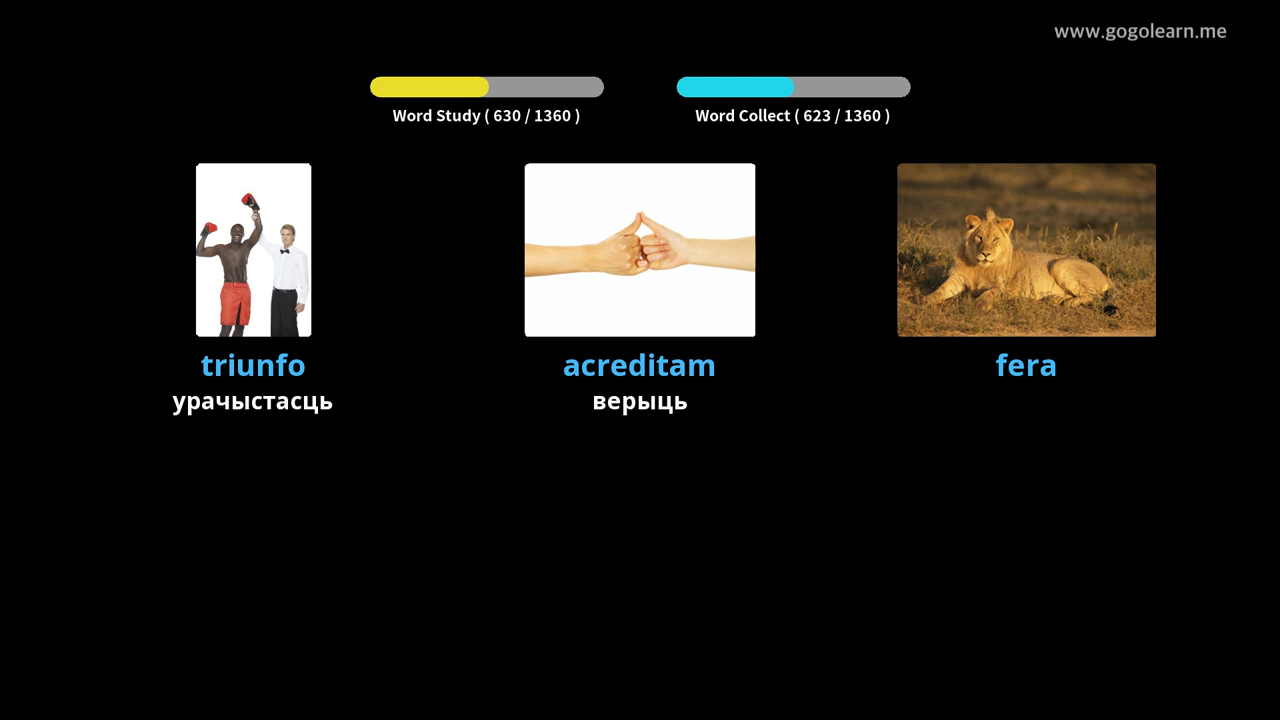 www.gogolearn.me
Word Study ( 630 / 1360 )
Word Collect ( 623 / 1360 )
triunfo
acreditam
fera
урачыстасць
верыць